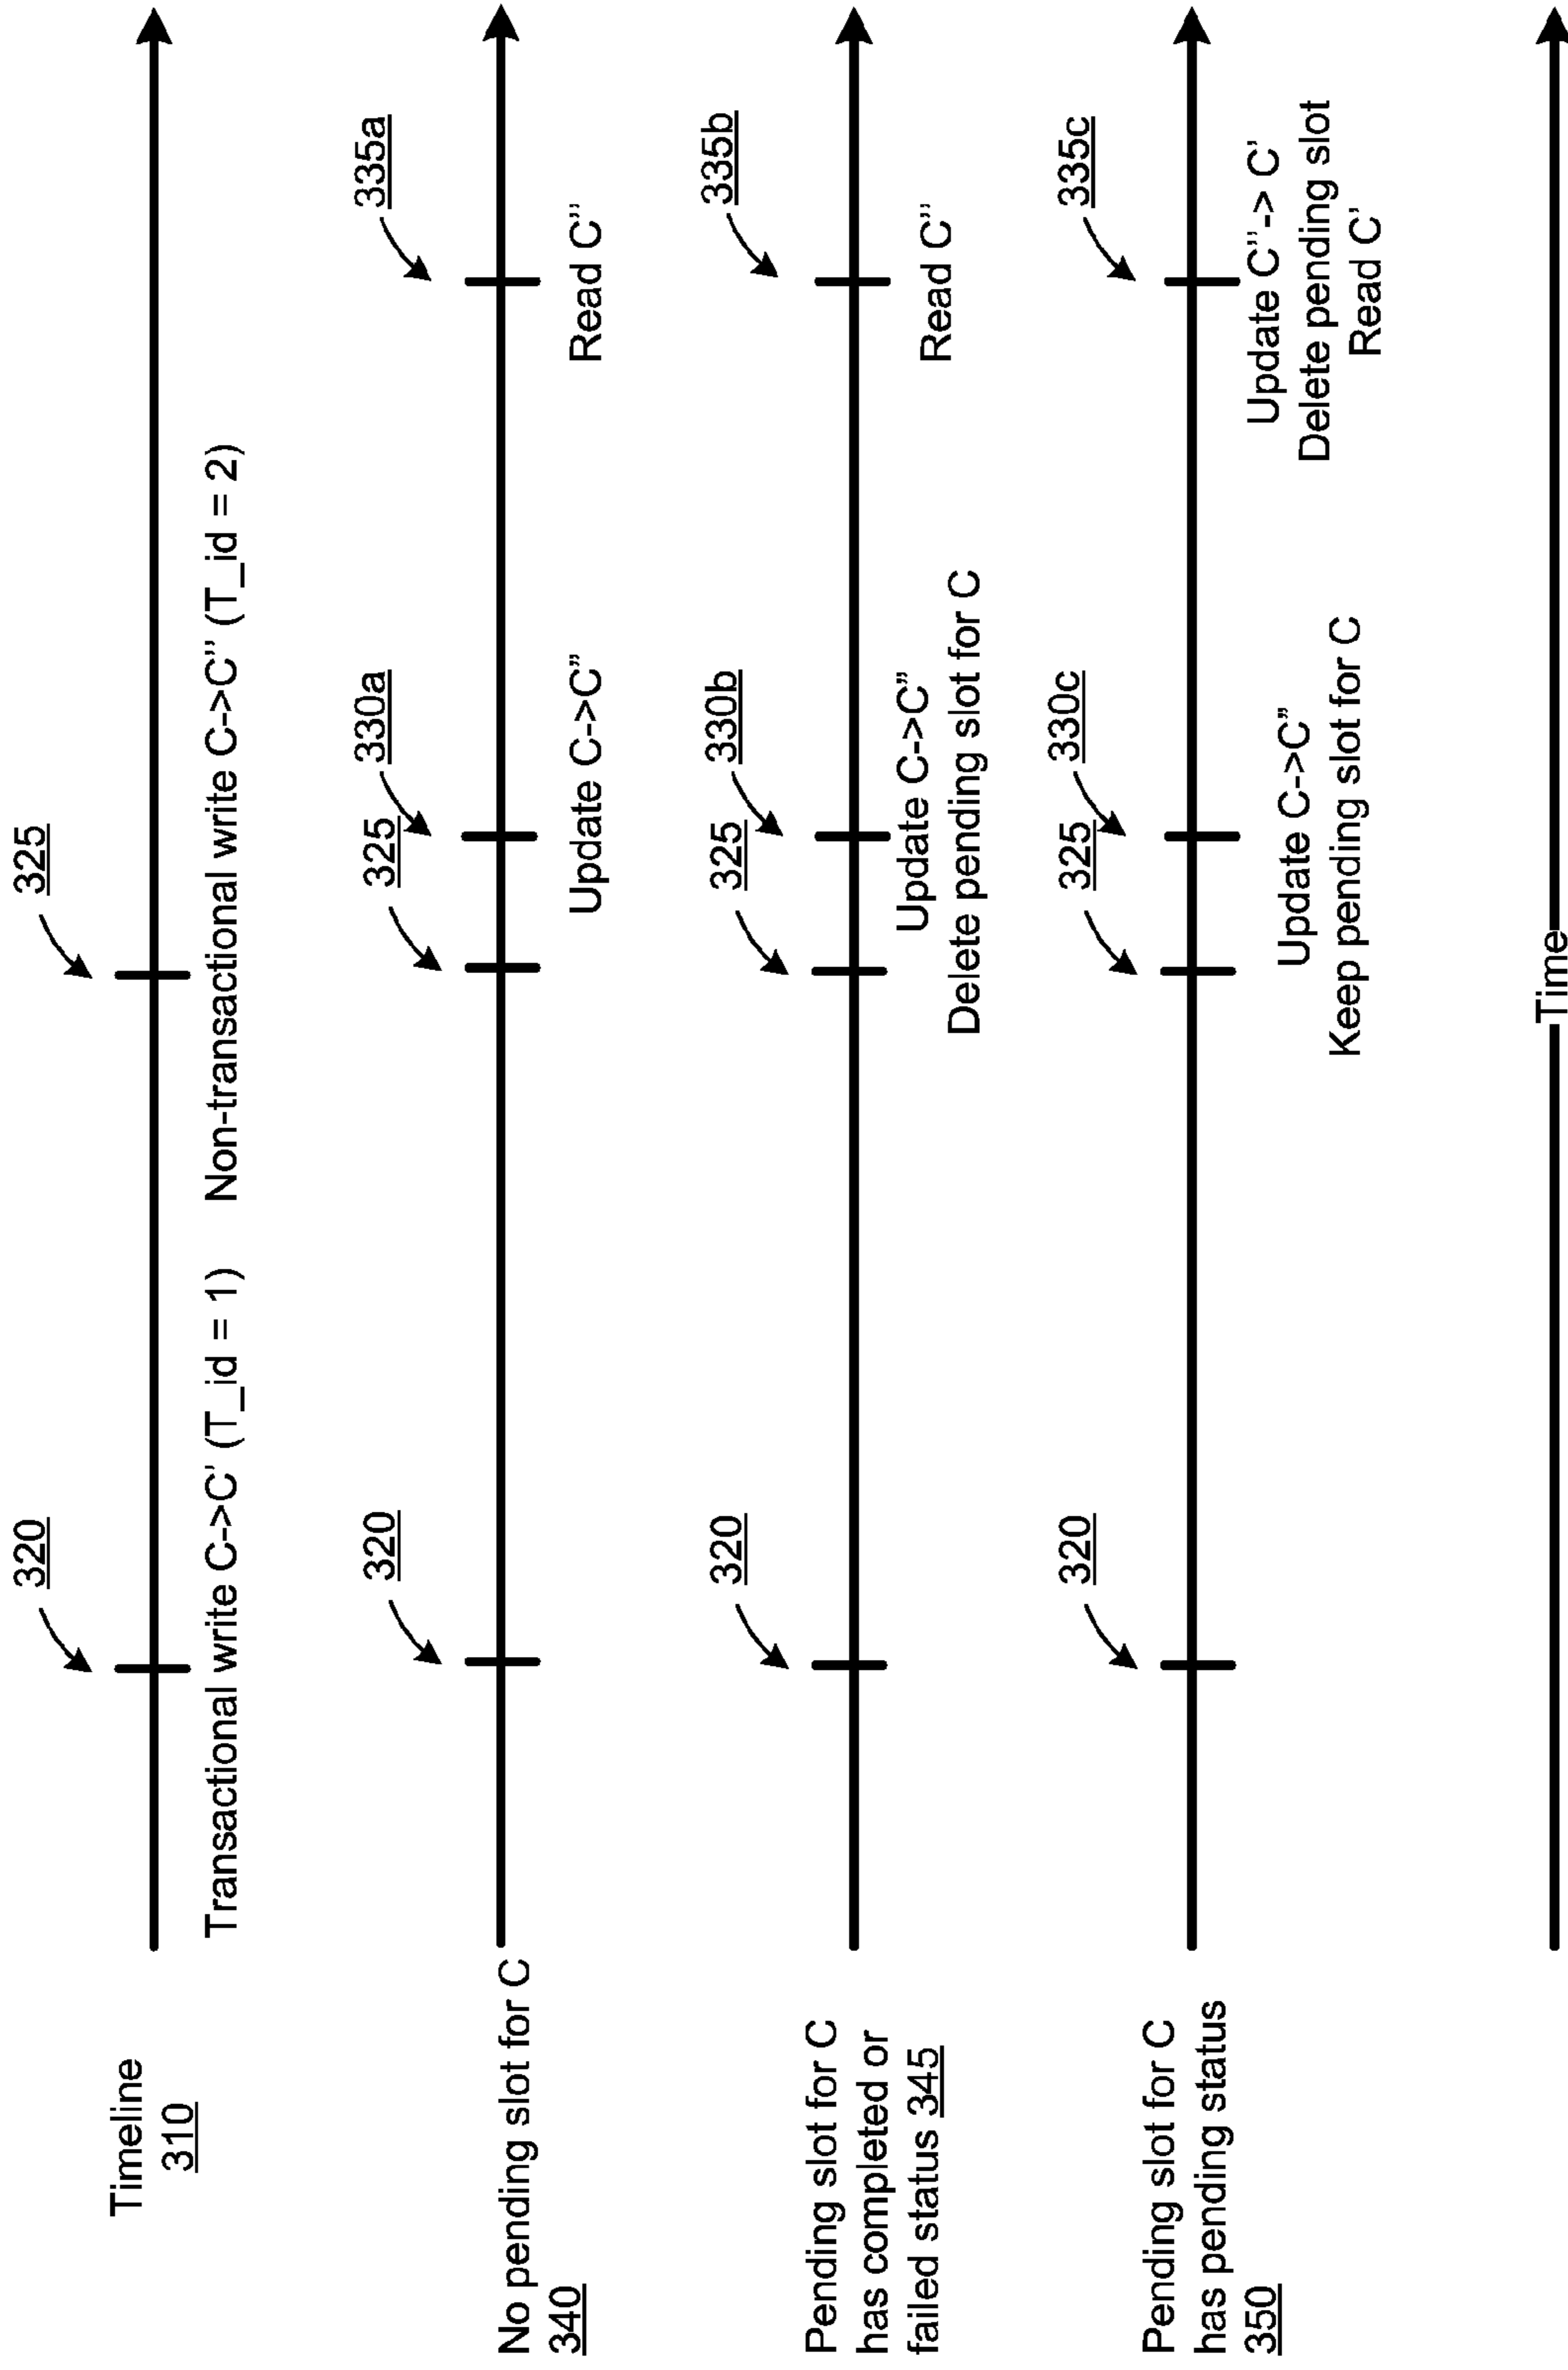 320
325
Timeline
310
Transactional write C->C' (T_id = 1)
Non-transactional write C->C'' (T_id = 2)
320
325
330a
335a
No pending slot for C
340
Update C->C”
Read C''
320
325
330b
335b
Pending slot for C
has completed or
failed status 345
Update C->C”
Delete pending slot for C
Read C''
320
325
330c
335c
Pending slot for C
has pending status
350
Update C->C”
Keep pending slot for C
Update C''-> C'
Delete pending slot
Read C'
Time